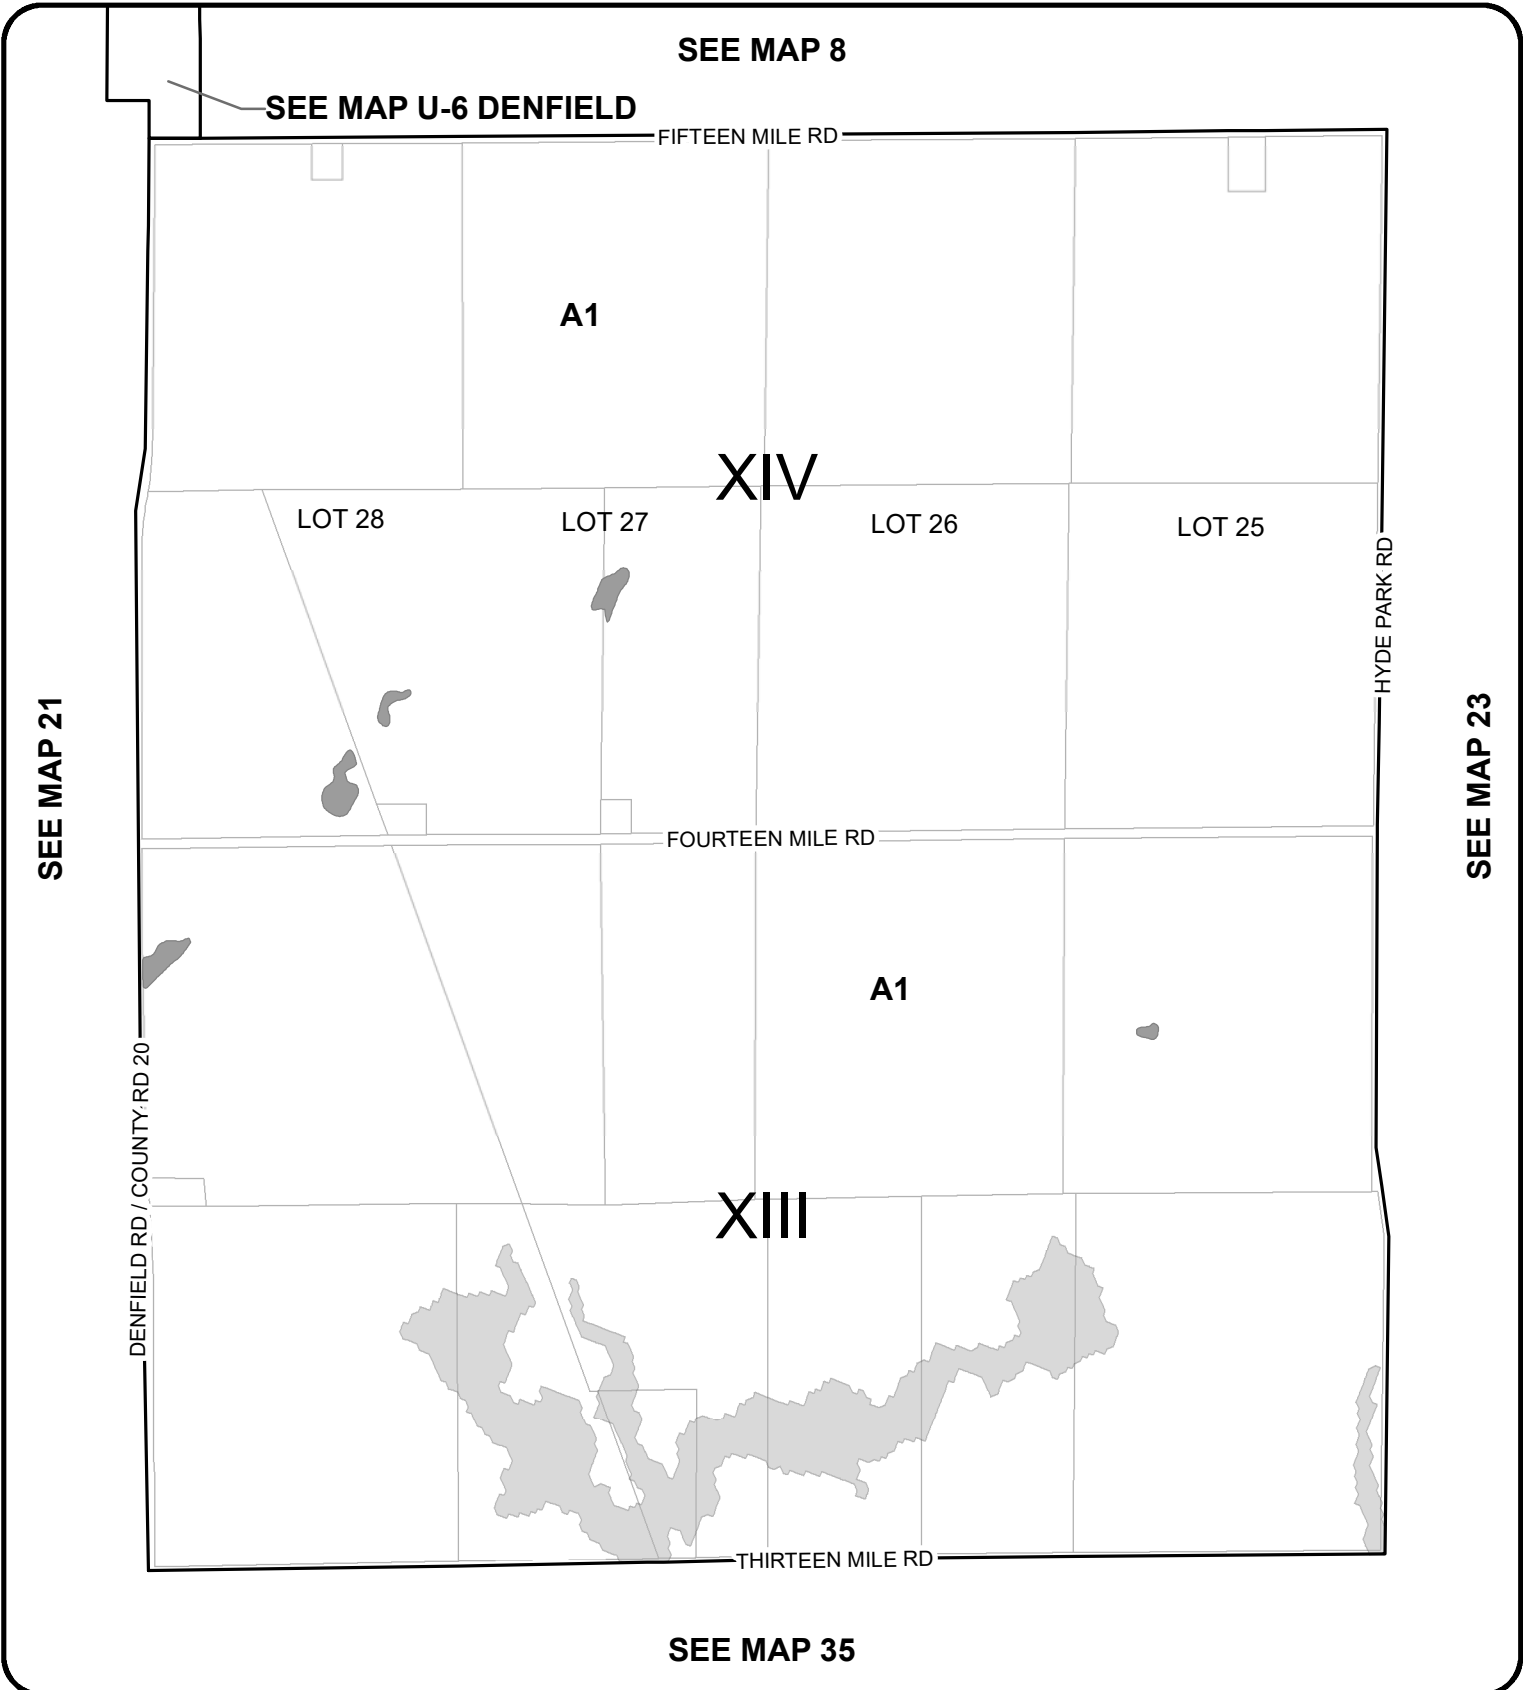 SEE MAP 8
SEE MAP U-6 DENFIELD
FIFTEEN MILE RD
A1
XIV
LOT 28
LOT 27
LOT 26
LOT 25
HYDE PARK RD
SEE MAP 21
SEE MAP 23
FOURTEEN MILE RD
A1
DENFIELD RD / COUNTY RD 20
XIII
THIRTEEN MILE RD
SEE MAP 35